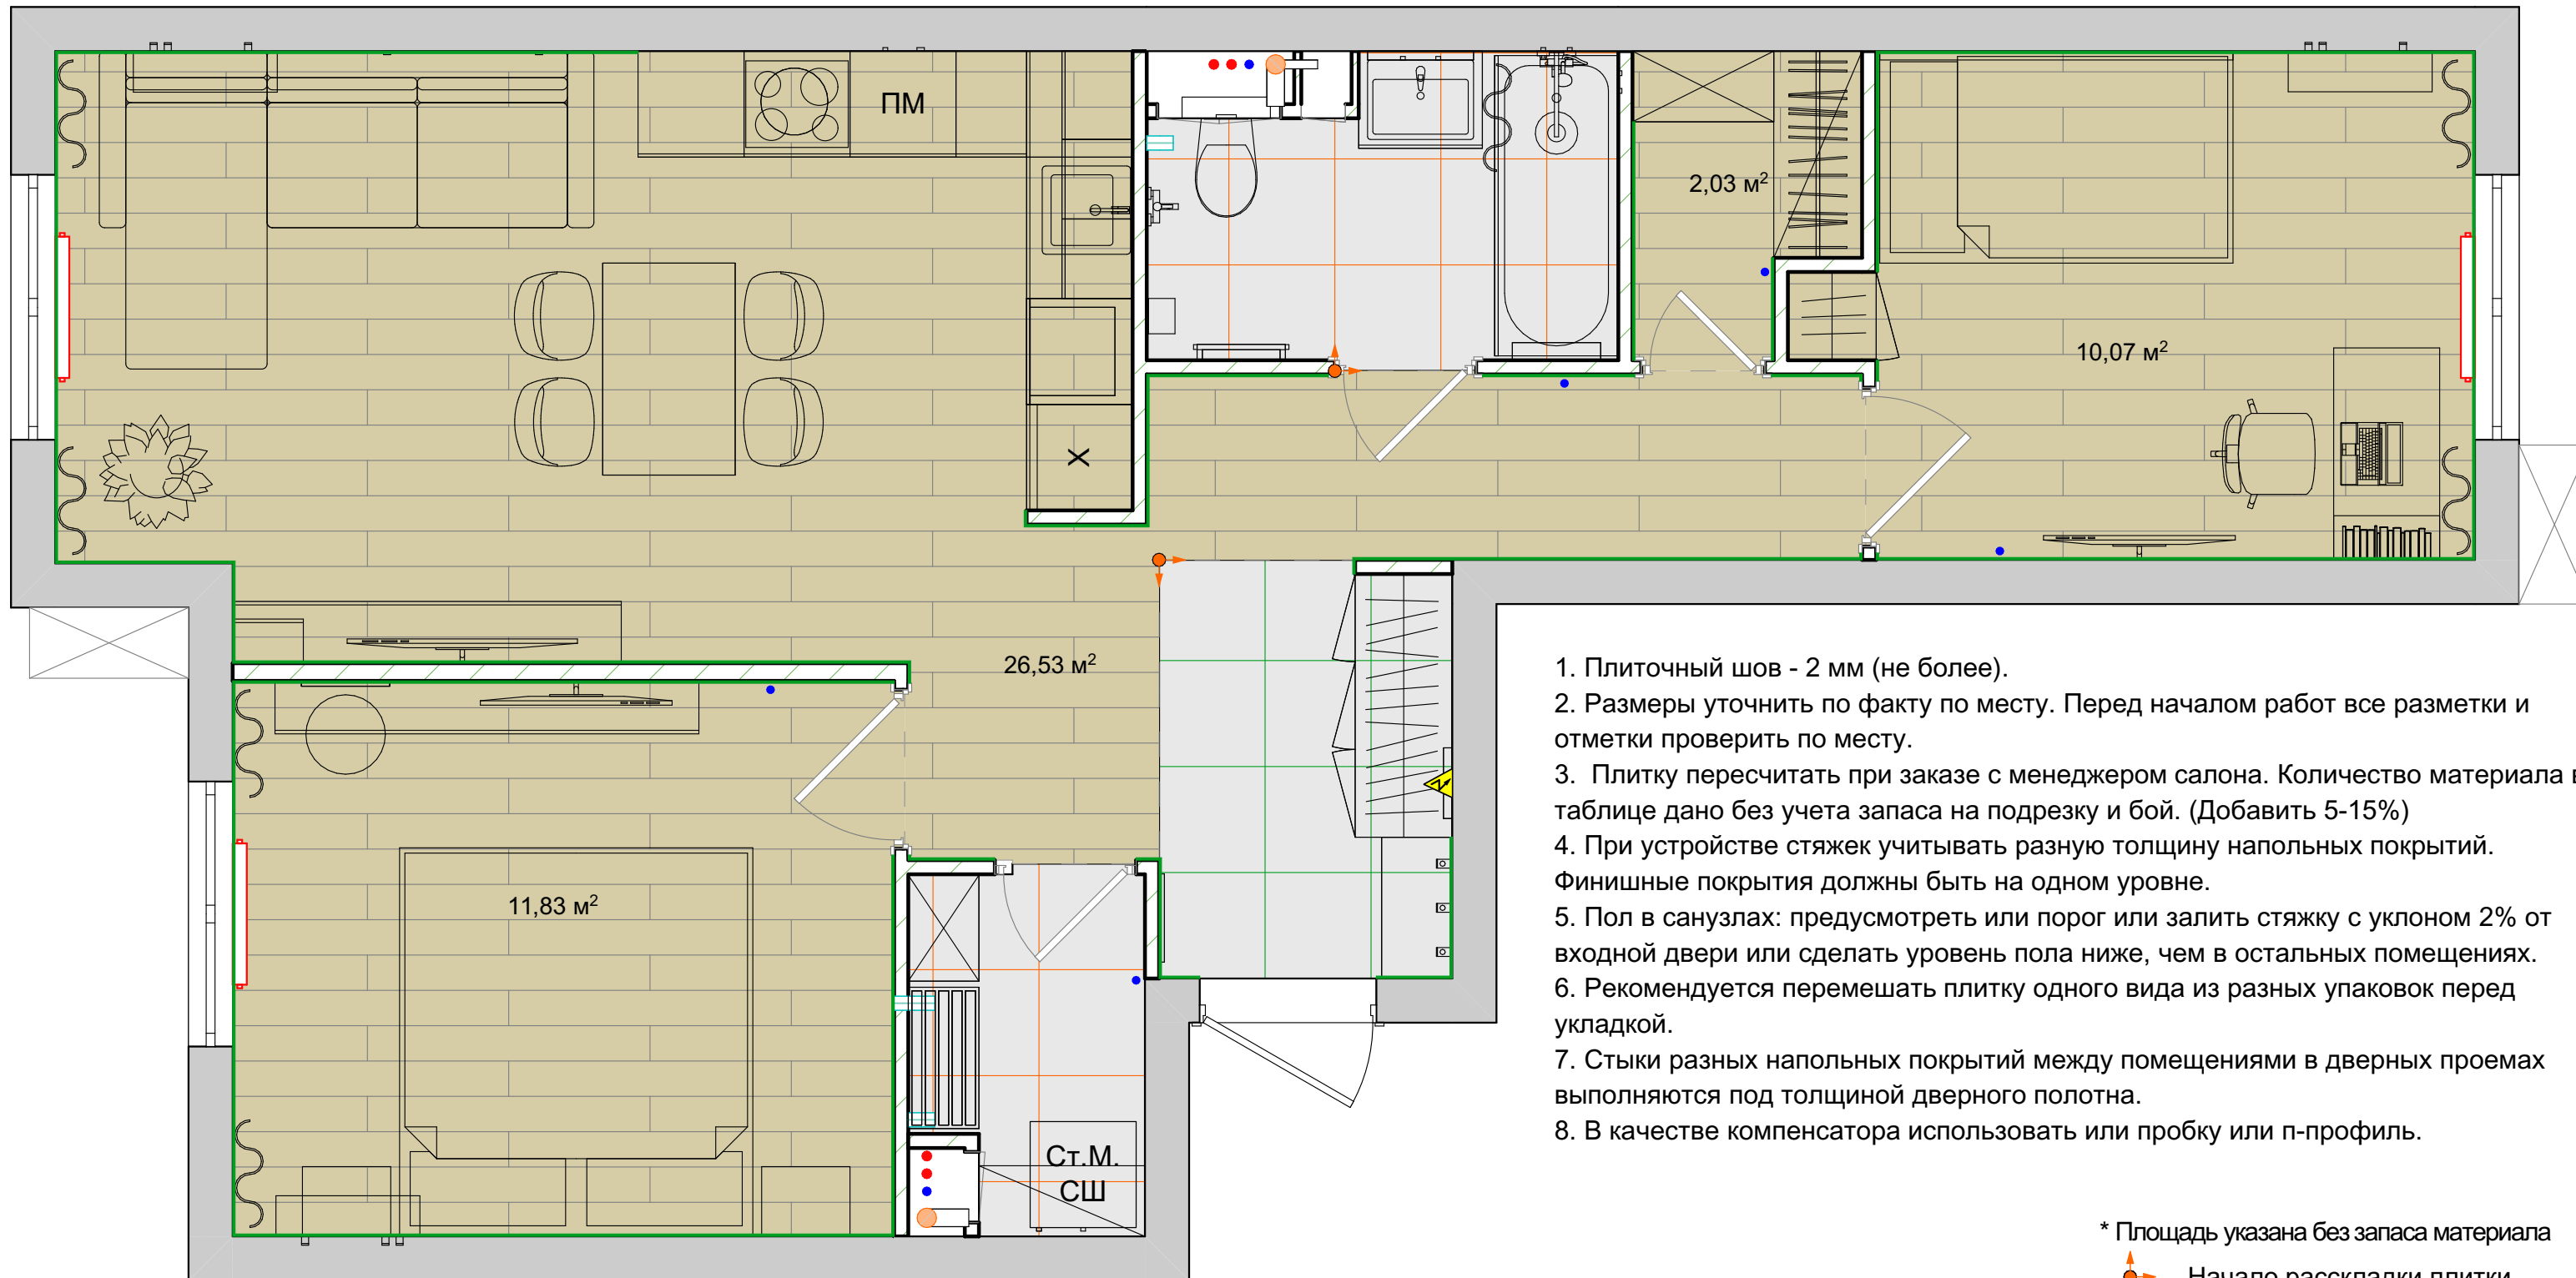 ПМ
2,03 м²
10,07 м²
X
26,53 м²
11,83 м²
Ст.М.
СШ
1. Плиточный шов - 2 мм (не более).
2. Размеры уточнить по факту по месту. Перед началом работ все разметки и
отметки проверить по месту.
3. Плитку пересчитать при заказе с менеджером салона. Количество материала в
таблице дано без учета запаса на подрезку и бой. (Добавить 5-15%)
4. При устройстве стяжек учитывать разную толщину напольных покрытий.
Финишные покрытия должны быть на одном уровне.
5. Пол в санузлах: предусмотреть или порог или залить стяжку с уклоном 2% от
входной двери или сделать уровень пола ниже, чем в остальных помещениях.
6. Рекомендуется перемешать плитку одного вида из разных упаковок перед
укладкой.
7. Стыки разных напольных покрытий между помещениями в дверных проемах
выполняются под толщиной дверного полотна.
8. В качестве компенсатора использовать или пробку или п-профиль.
* Площадь указана без запаса материала
Начало расскладки плитки